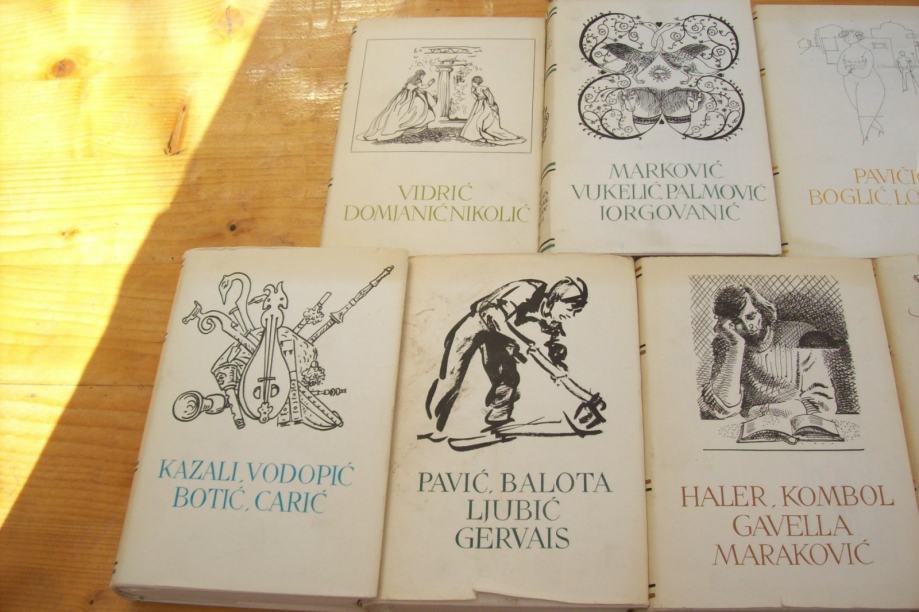 VIDRIĆ
DOMJANIĆ NIKOLIĆ
MARKOVIĆ
VUKELIĆ, PALMOVIĆ
IORGOVANIĆ
BOGLIĆ,
KAZALI, VODOPIĆ
BOTIĆ, CARIĆ
PAVIĆ, BALOTA
LJUBIĆ
GERVAIS
HALER, KOMBOL
GAVELLA
MARAKOVIĆ